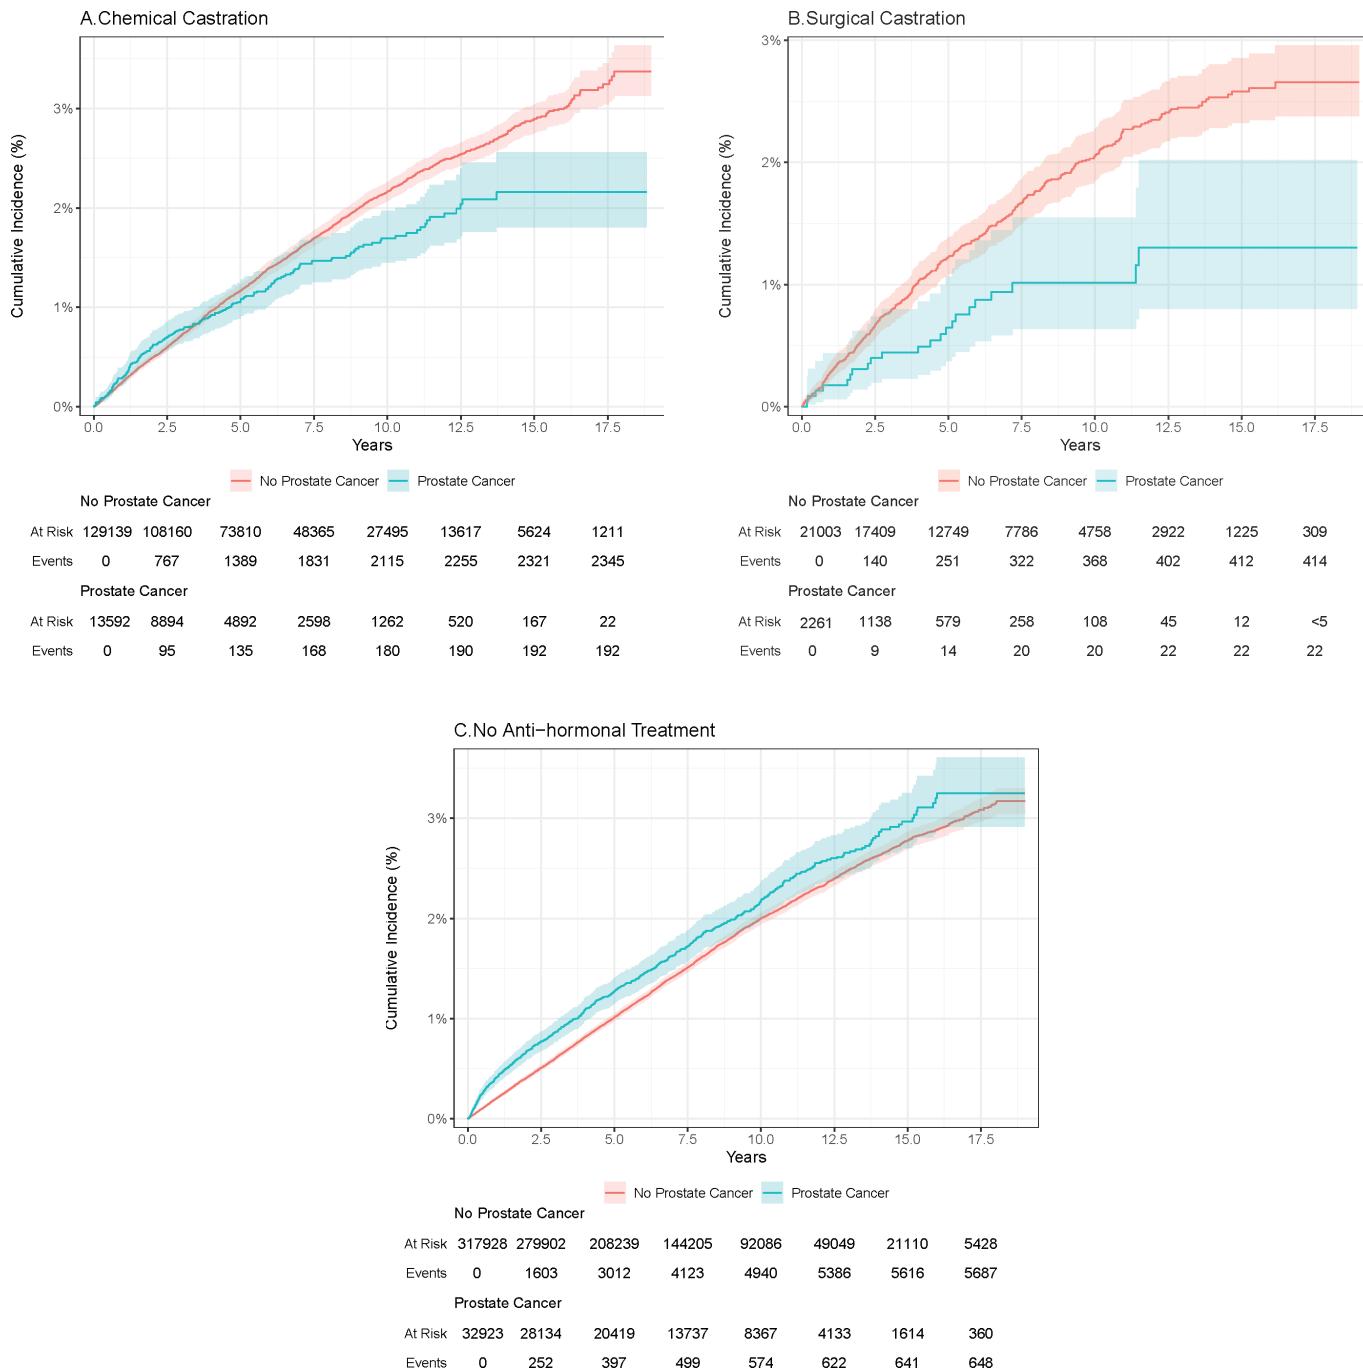 A.Chemical Castration
Cumulative Incidence (%)
3%
2%
1%
0%
0.0 2.5 5.0 7.5 10.0 12.5 15.0 17.5
Years
No Prostate Cancer Prostate Cancer
No Prostate Cancer
At Risk 129139 108160 73810 48365 27495 13617 5624 1211
Events 0 767 1389 1831 2115 2255 2321 2345
Prostate Cancer
At Risk 13592 8894 4892 2598 1262 520 167 22
Events 0 95 135 168 180 190 192 192
B.Surgical Castration
Cumulative Incidence (%)
3%
2%
1%
0%
0.0 2.5 5.0 7.5 10.0 12.5 15.0 17.5
Years
No Prostate Cancer Prostate Cancer
No Prostate Cancer
At Risk 21003 17409 12749 7786 4758 2922 1225 309
Events 0 140 251 322 368 402 412 414
Prostate Cancer
At Risk 2261 1138 579 258 108 45 12 <5
Events 0 9 14 20 20 22 22 22
C.No Anti−hormonal Treatment
Cumulative Incidence (%)
3%
2%
1%
0%
0.0 2.5 5.0 7.5 10.0 12.5 15.0 17.5
Years
No Prostate Cancer Prostate Cancer
No Prostate Cancer
At Risk 317928 279902 208239 144205 92086 49049 21110 5428
Events 0 1603 3012 4123 4940 5386 5616 5687
Prostate Cancer
At Risk 32923 28134 20419 13737 8367 4133 1614 360
Events 0 252 397 499 574 622 641 648